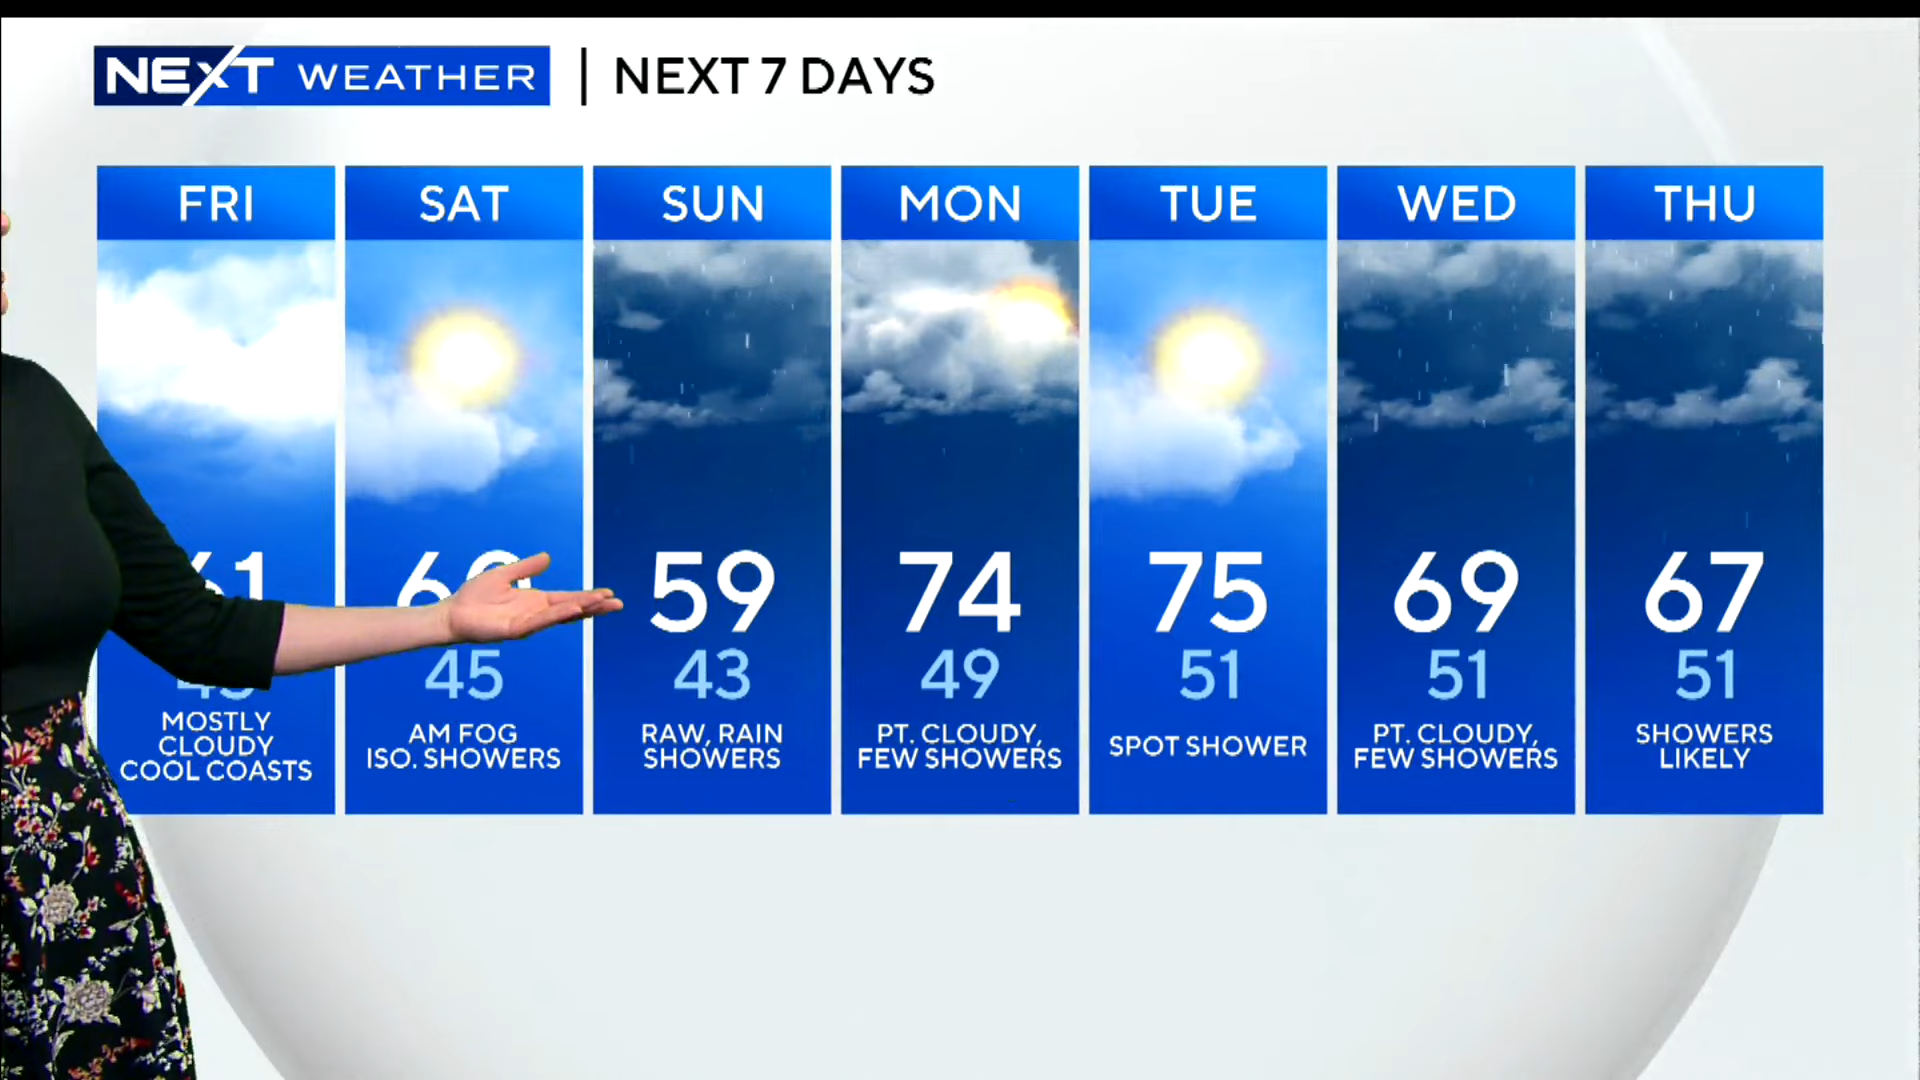 NEXT WEATHER | NEXT 7 DAYS
FRI SAT SUN MON TUE WED THU
59 74 75 69 67
45 43 49 51 51 51
MOSTLY
CLOUDY
COOL COASTS
AM FOG
ISO. SHOWERS
RAW, RAIN
SHOWERS
PT. CLOUDY,
FEW SHOWERS
SPOT SHOWER
PT. CLOUDY,
FEW SHOWERS
SHOWERS
LIKELY